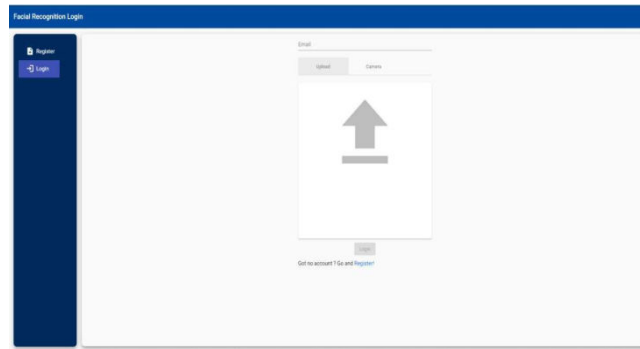 Facial Recognition Login
Register
Login
Email
Upload Camera
Login
Got no account ? Go and Register!